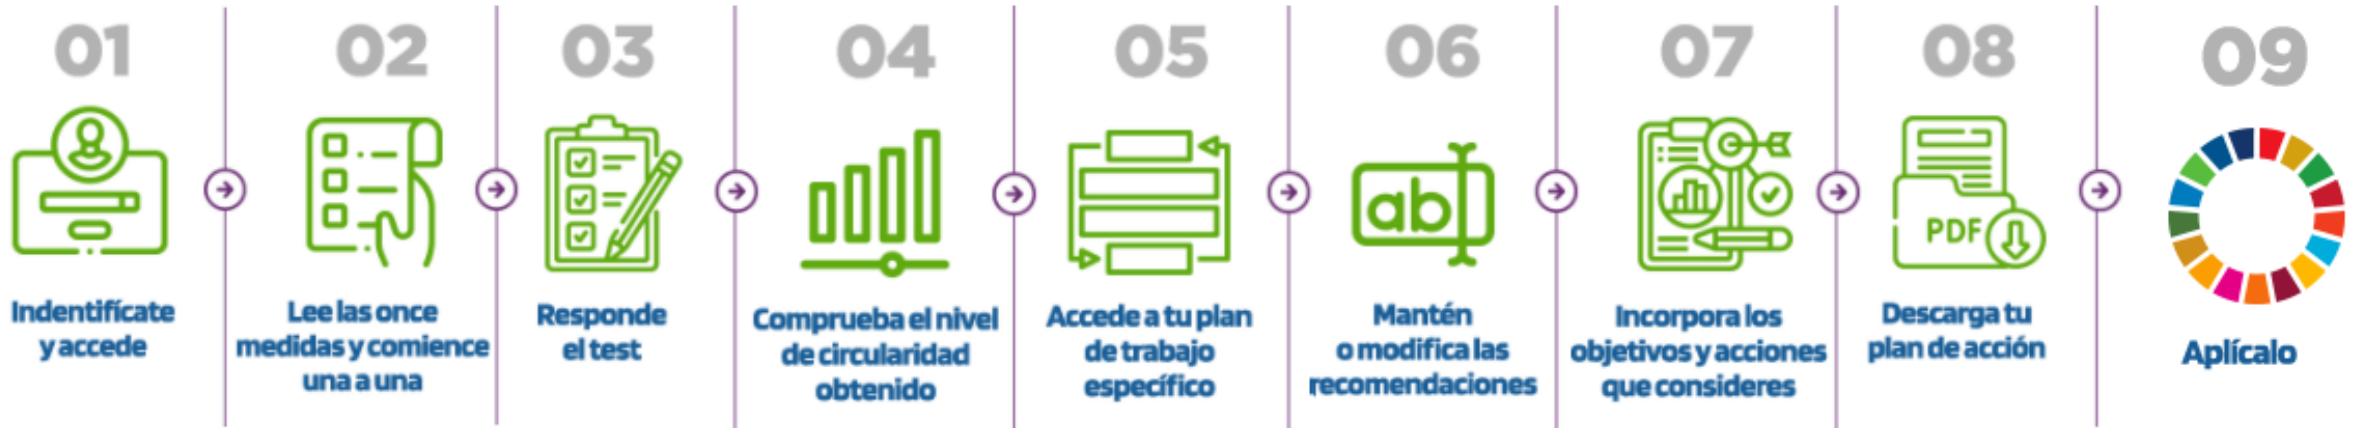 01
Indentifícate
y accede
02
Lee las once
medidas y comience
una a una
03
Responde
el test
04
Comprueba el nivel
de circularidad
obtenido
05
Accede a tu plan
de trabajo
específico
06
ab
Mantén
o modifica las
recomendaciones
07
Incorpora los
objetivos y acciones
que consideres
08
PDF
Descarga tu
plan de acción
09
Aplícalo